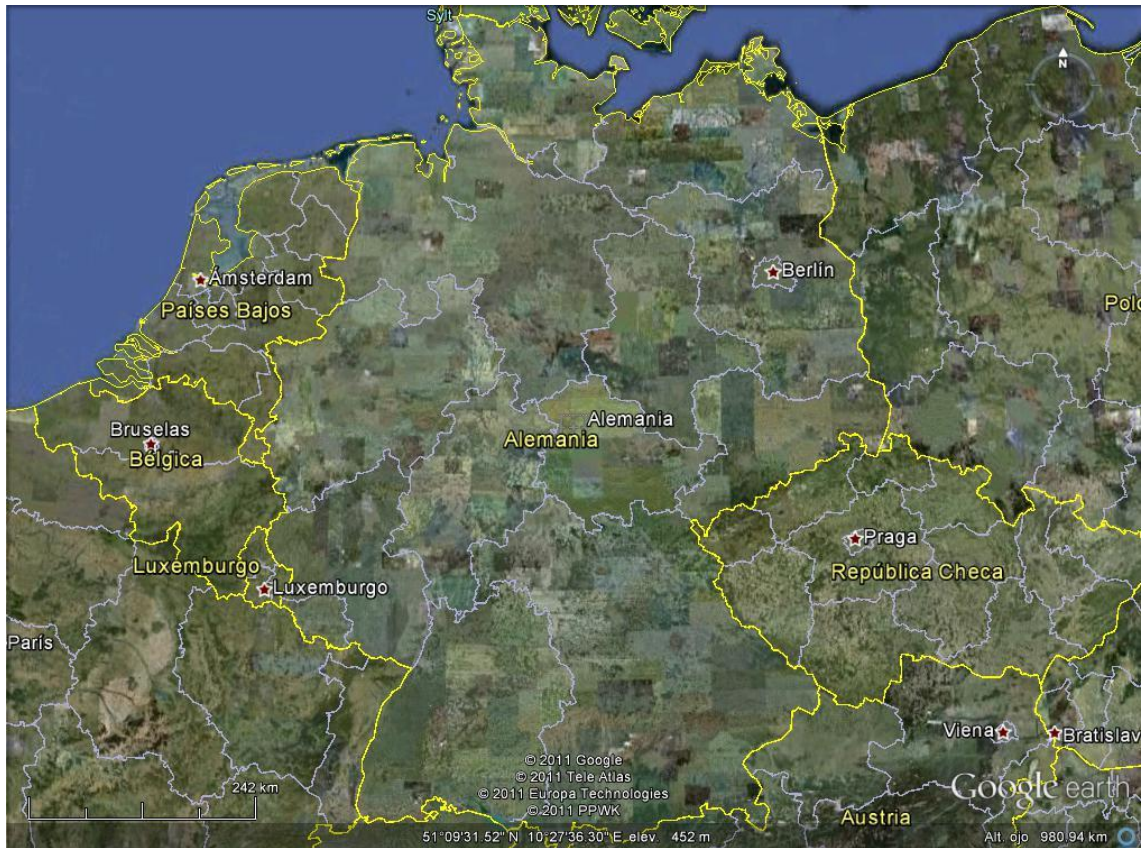 Sylt
N
Ámsterdam
Berlín
Países Bajos
Polo
Alemania
Bruselas
Alemania
Bélgica
Praga
Luxemburgo
República Checa
Luxemburgo
París
Viena
Bratislav
© 2011 Google
© 2011 Tele Atlas
242 km
© 2011 Europa Technologies
Google earth
© 2011 PPWK
Austria
51°09'31.52" N 10°27'36.30" E elev. 452 m
Alt. ojo 980.94 km